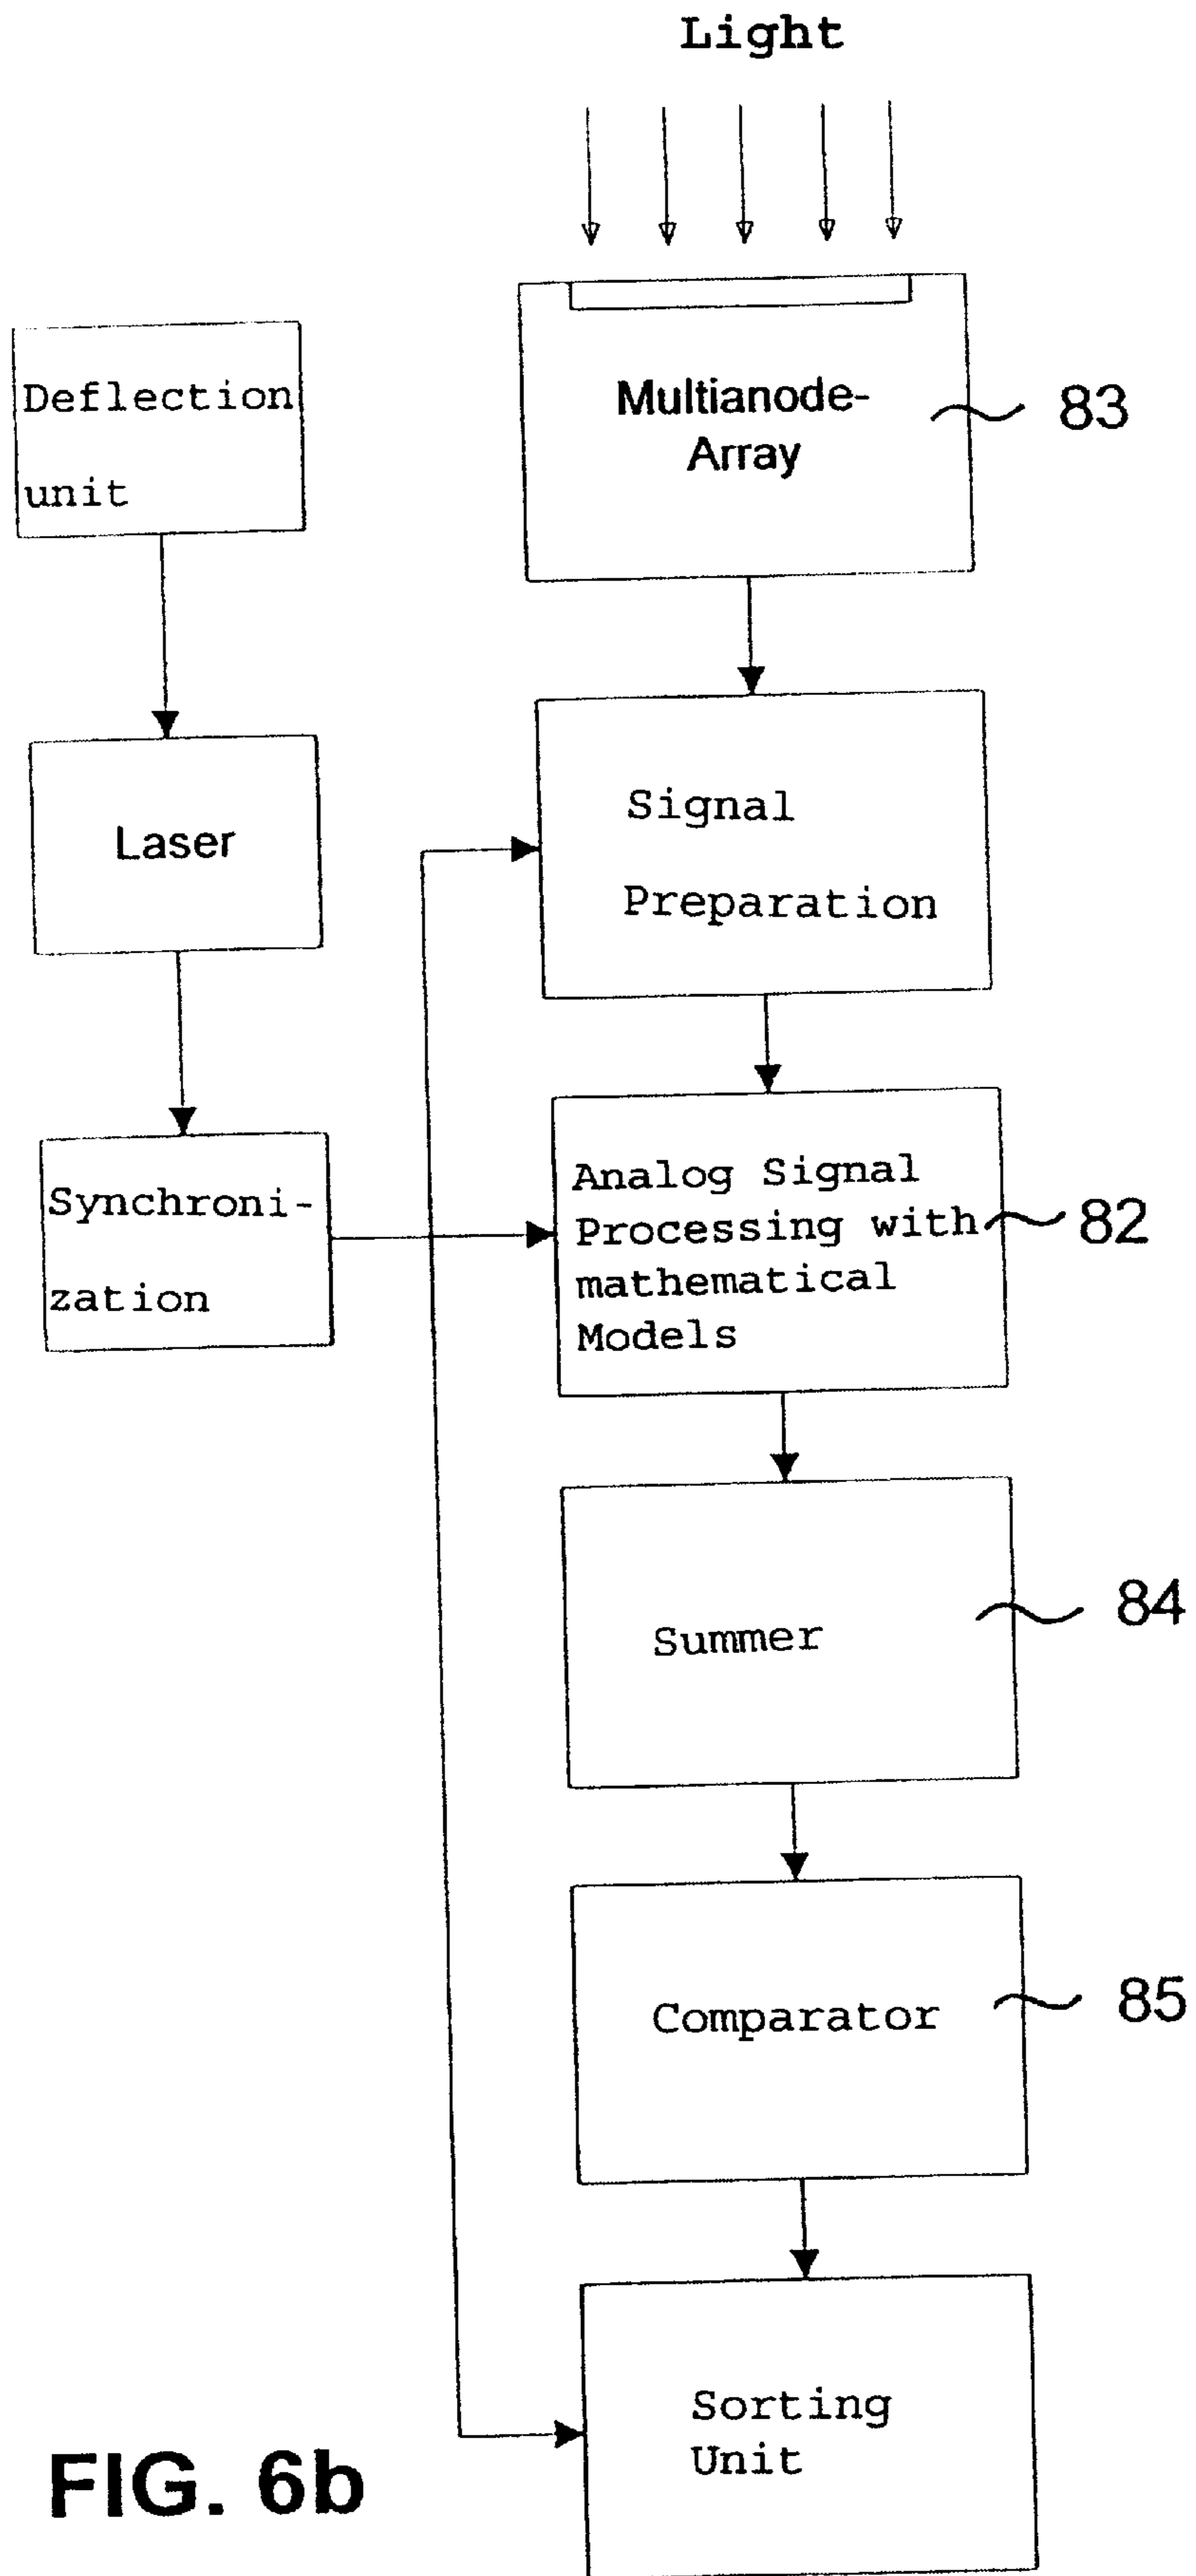 Light
Deflection
unit
Multianode-
Array
83
Laser
Signal
Preparation
Synchroni-
zation
Analog Signal
Processing with
mathematical
Models
82
Summer
84
Comparator
85
Sorting
Unit
FIG. 6b